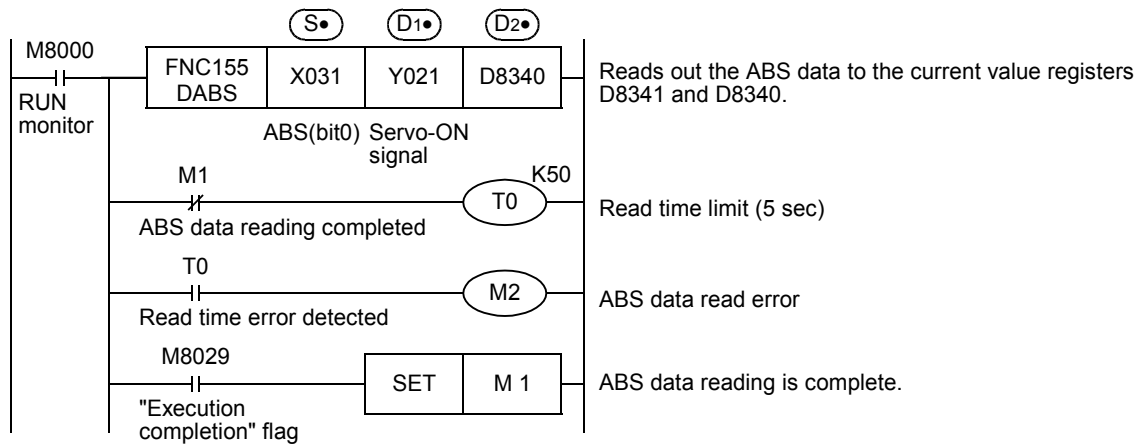 S• D1• D2•
M8000
FNC155 DABS X031 Y021 D8340
Reads out the ABS data to the current value registers
D8341 and D8340.
RUN
monitor
ABS(bit0) Servo-ON
signal
M1 K50
T0
ABS data reading completed
Read time limit (5 sec)
T0
M2
Read time error detected
ABS data read error
M8029
SET M 1
ABS data reading is complete.
"Execution
completion" flag